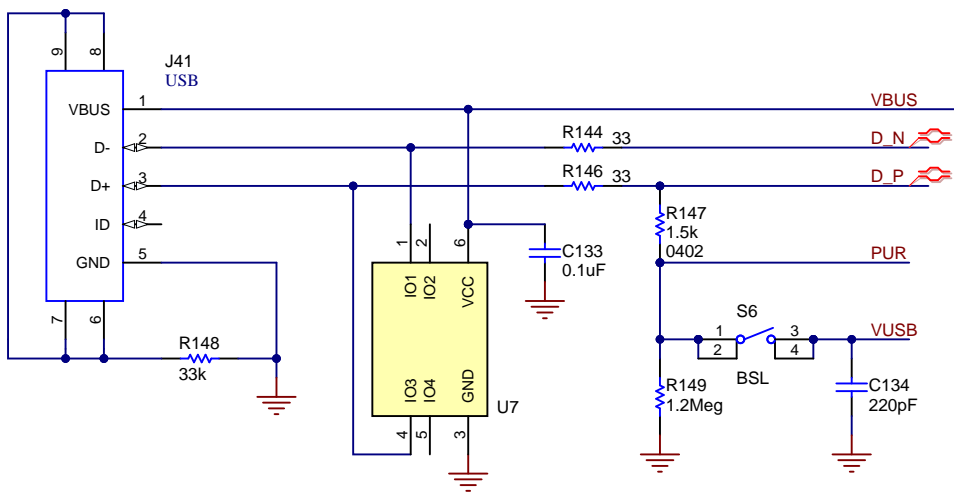 9
8
J41
USB
VBUS
1
VBUS
D-
2
R144
33
D_N
D+
3
R146
33
D_P
ID
4
R147
1.5k
0402
GND
5
1
2
6
C133
0.1uF
PUR
IO1
IO2
VCC
7
6
R148
33k
S6
1
2
3
4
VUSB
BSL
IO3
IO4
GND
U7
R149
1.2Meg
C134
220pF
4
5
3